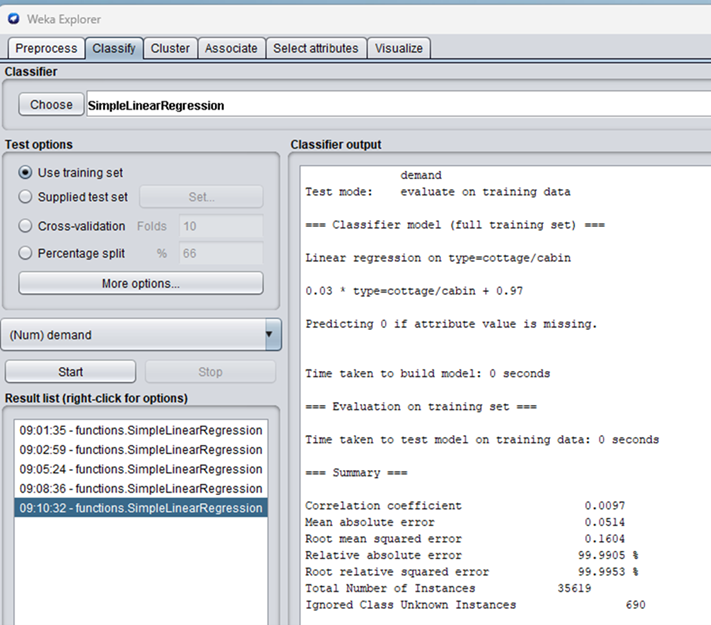 Weka Explorer
Preprocess Classify Cluster Associate Select attributes Visualize
Classifier
Choose SimpleLinearRegression
Test options
Use training set
Supplied test set Set...
Cross-validation Folds 10
Percentage split % 66
More options...
(Num) demand
Start Stop
Result list (right-click for options)
09:01:35 - functions.SimpleLinearRegression
09:02:59 - functions.SimpleLinearRegression
09:05:24 - functions.SimpleLinearRegression
09:08:36 - functions.SimpleLinearRegression
09:10:32 - functions.SimpleLinearRegression
Classifier output
demand
Test mode: evaluate on training data
=== Classifier model (full training set) ===
Linear regression on type=cottage/cabin
0.03 * type=cottage/cabin + 0.97
Predicting 0 if attribute value is missing.
Time taken to build model: 0 seconds
=== Evaluation on training set ===
Time taken to test model on training data: 0 seconds
=== Summary ===
Correlation coefficient 0.0097
Mean absolute error 0.0514
Root mean squared error 0.1604
Relative absolute error 99.9905 %
Root relative squared error 99.9953 %
Total Number of Instances 35619
Ignored Class Unknown Instances 690